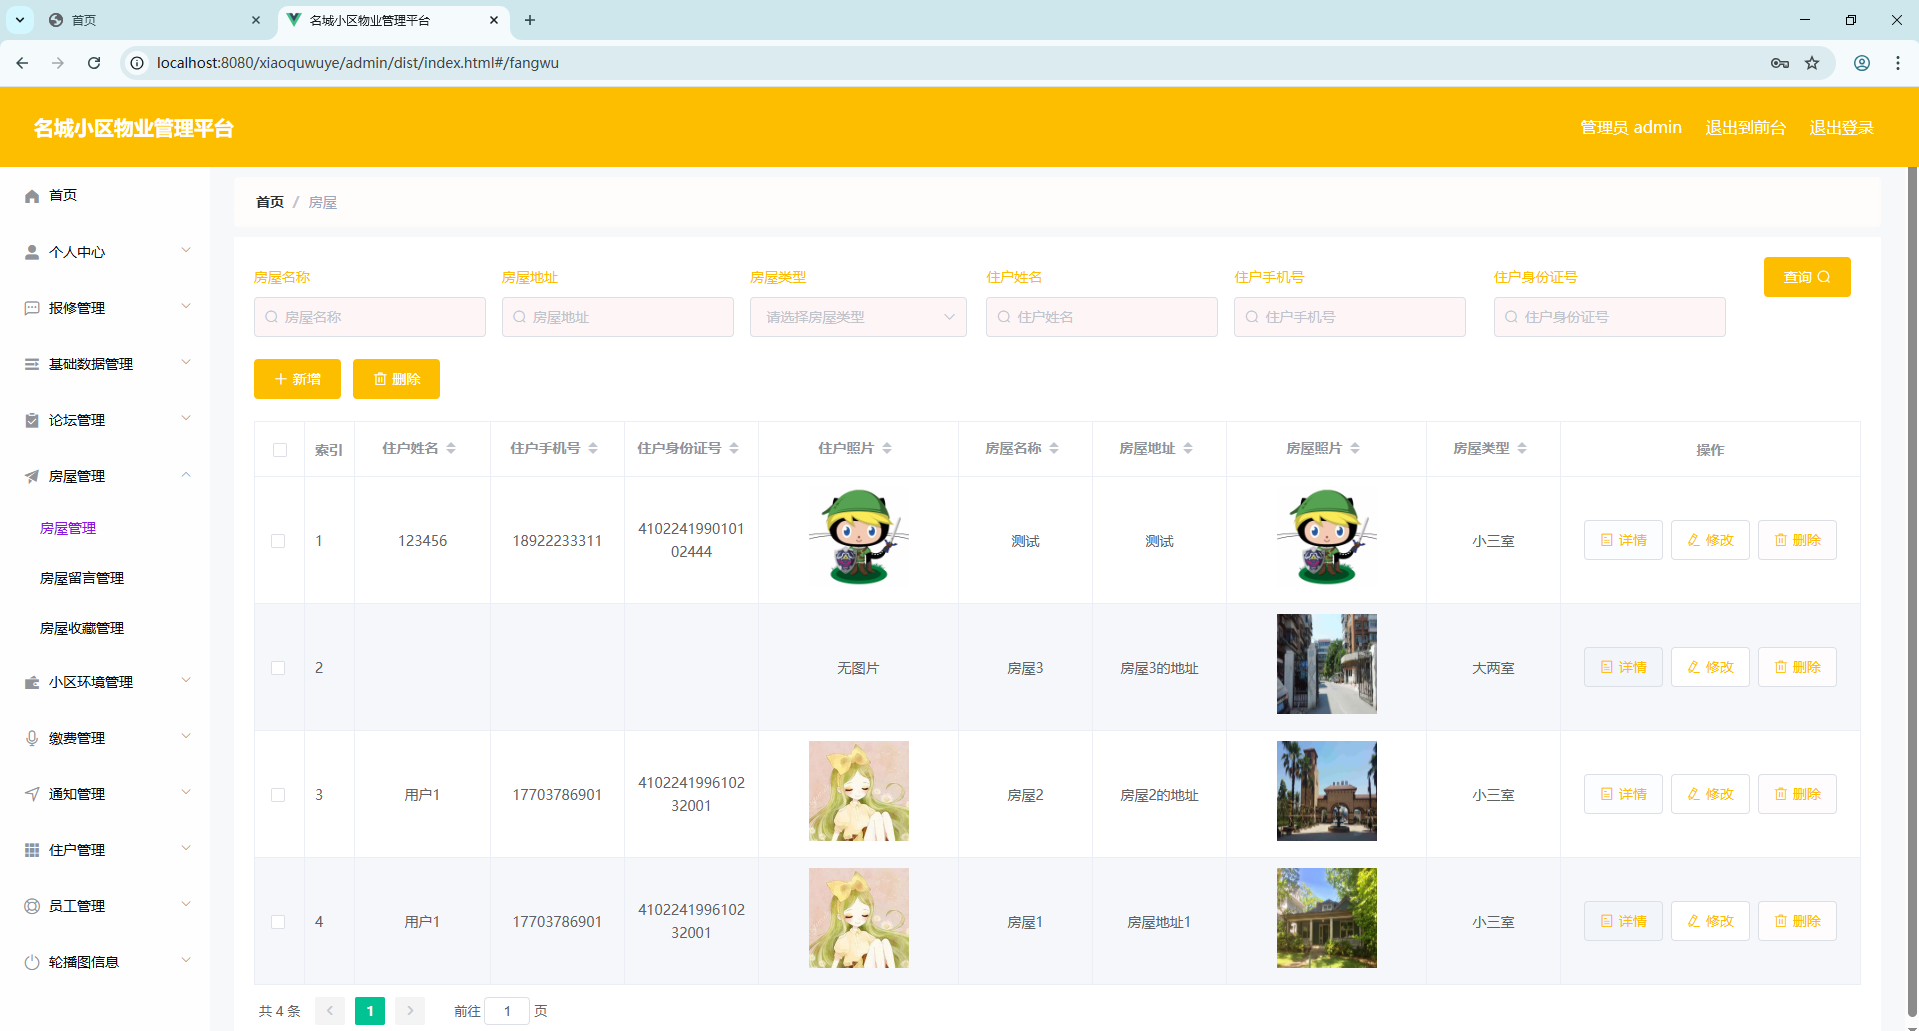 首页
名城小区物业管理平台
localhost:8080/xiaoquwuye/admin/dist/index.html#/fangwu
名城小区物业管理平台
管理员 admin 退出到前台 退出登录
首页
个人中心
报修管理
基础数据管理
论坛管理
房屋管理
房屋管理
房屋留言管理
房屋收藏管理
小区环境管理
缴费管理
通知管理
住户管理
员工管理
轮播图信息
首页 / 房屋
房屋名称 房屋地址 房屋类型 住户姓名 住户手机号 住户身份证号
房屋名称 房屋地址 请选择房屋类型 住户姓名 住户手机号 住户身份证号
查询
新增 删除
索引 住户姓名 住户手机号 住户身份证号 住户照片 房屋名称 房屋地址 房屋照片 房屋类型 操作
1 123456 18922233311 4102241990101
02444 测试 测试 小三室 详情 修改 删除
2 无图片 房屋3 房屋3的地址 大两室 详情 修改 删除
3 用户1 17703786901 4102241996102
32001 房屋2 房屋2的地址 小三室 详情 修改 删除
4 用户1 17703786901 4102241996102
32001 房屋1 房屋地址1 小三室 详情 修改 删除
共 4 条 1 前往 1 页